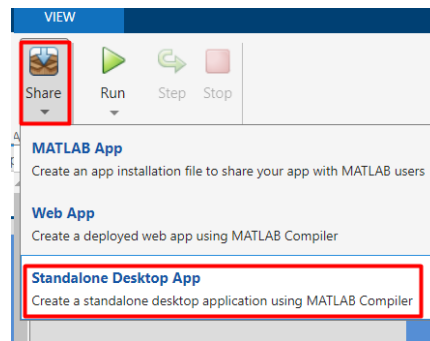 VIEW
Share Run Step Stop
MATLAB App
Create an app installation file to share your app with MATLAB users
Web App
Create a deployed web app using MATLAB Compiler
Standalone Desktop App
Create a standalone desktop application using MATLAB Compiler